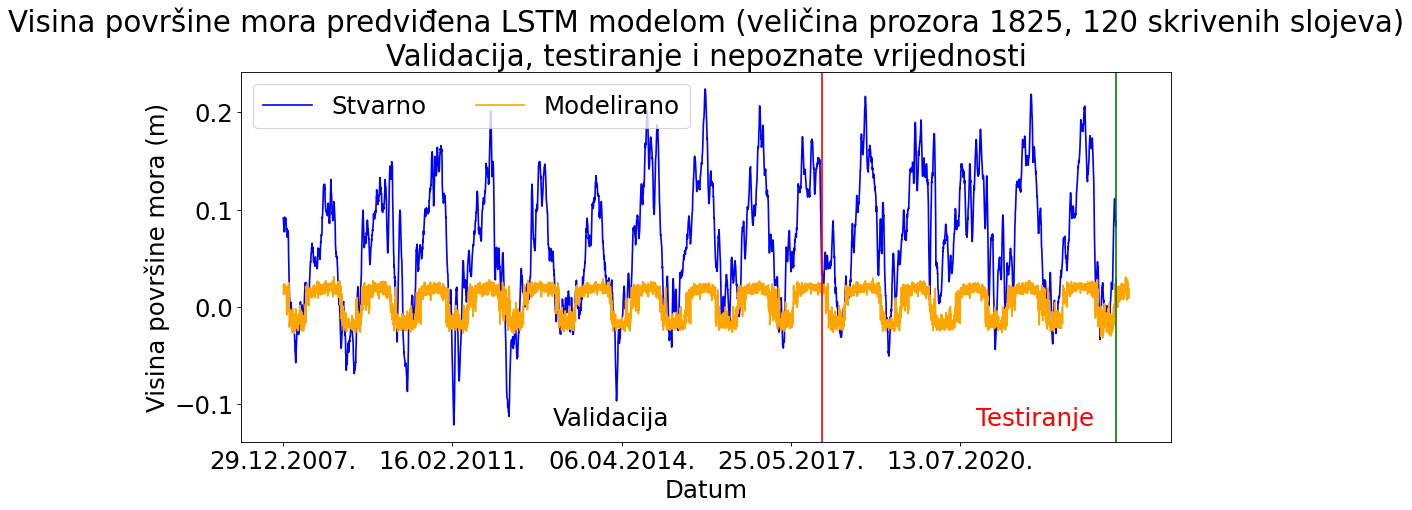 Visina površine mora predviđena LSTM modelom (veličina prozora 1825, 120 skrivenih slojeva)
Validacija, testiranje i nepoznate vrijednosti
Stvarno Modelirano
Visina površine mora (m)
0.2
0.1
0.0
−0.1
Validacija Testiranje
29.12.2007. 16.02.2011. 06.04.2014. 25.05.2017. 13.07.2020.
Datum